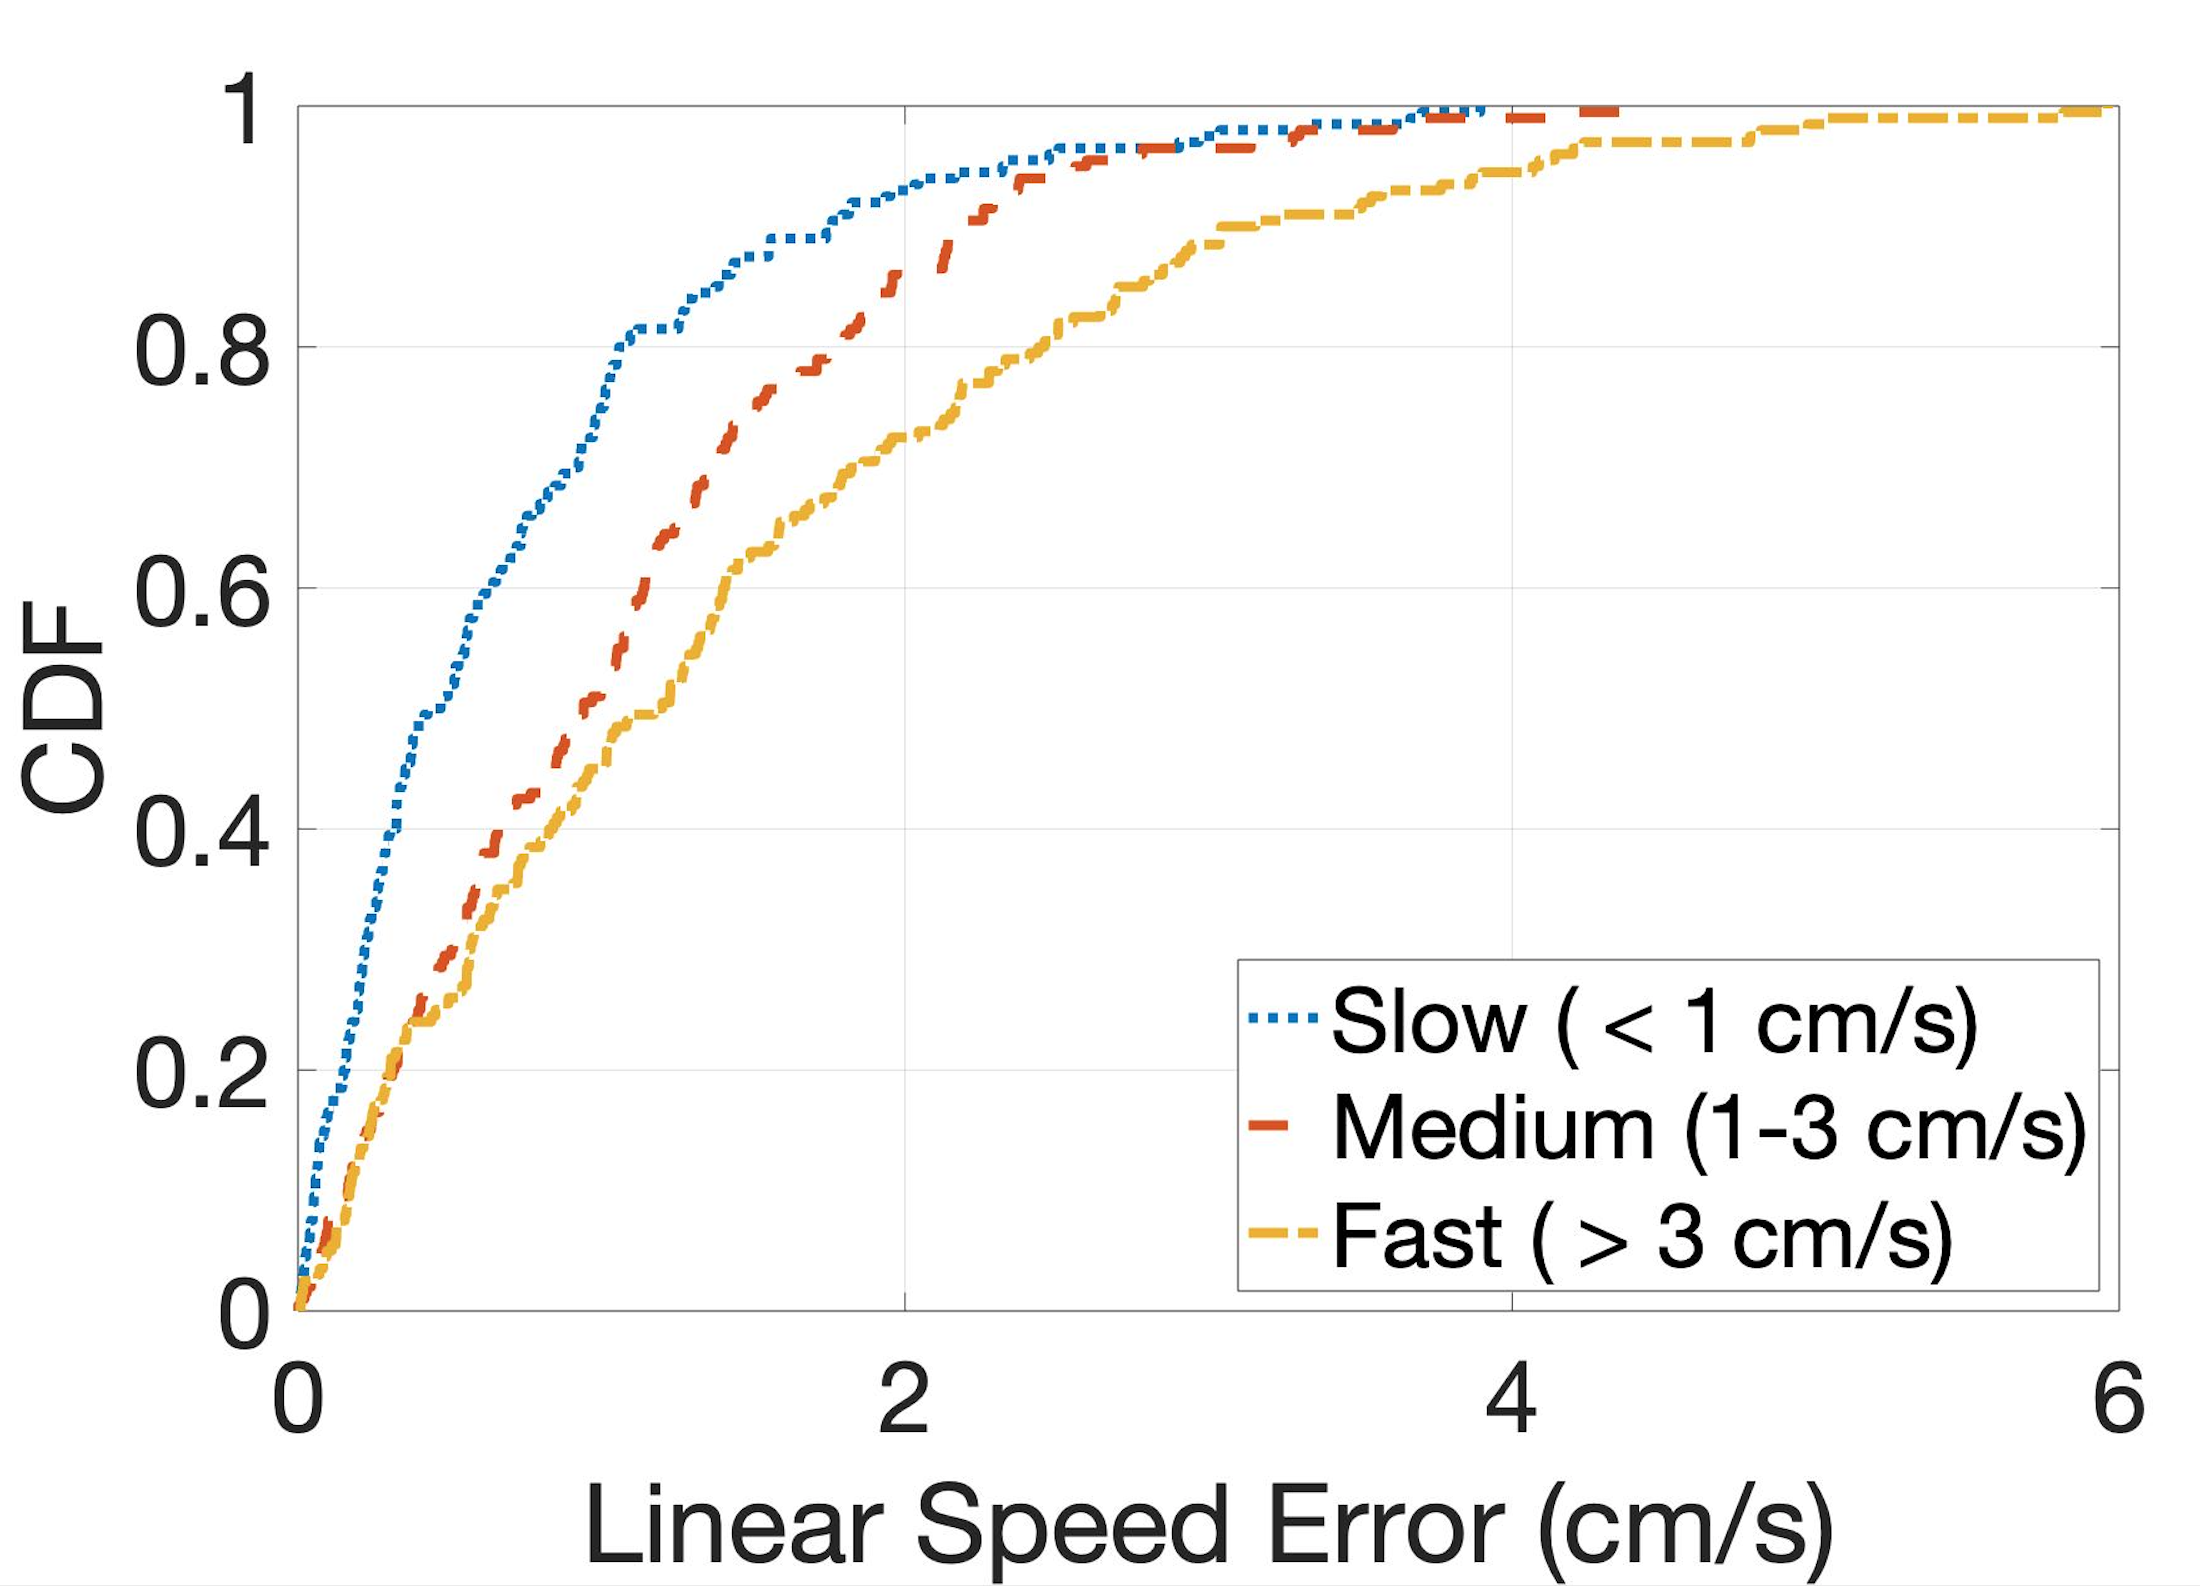 1
0.8
0.6
0.4
0.2
0
CDF
0 2 4 6
Linear Speed Error (cm/s)
Slow ( < 1 cm/s)
Medium (1-3 cm/s)
Fast ( > 3 cm/s)